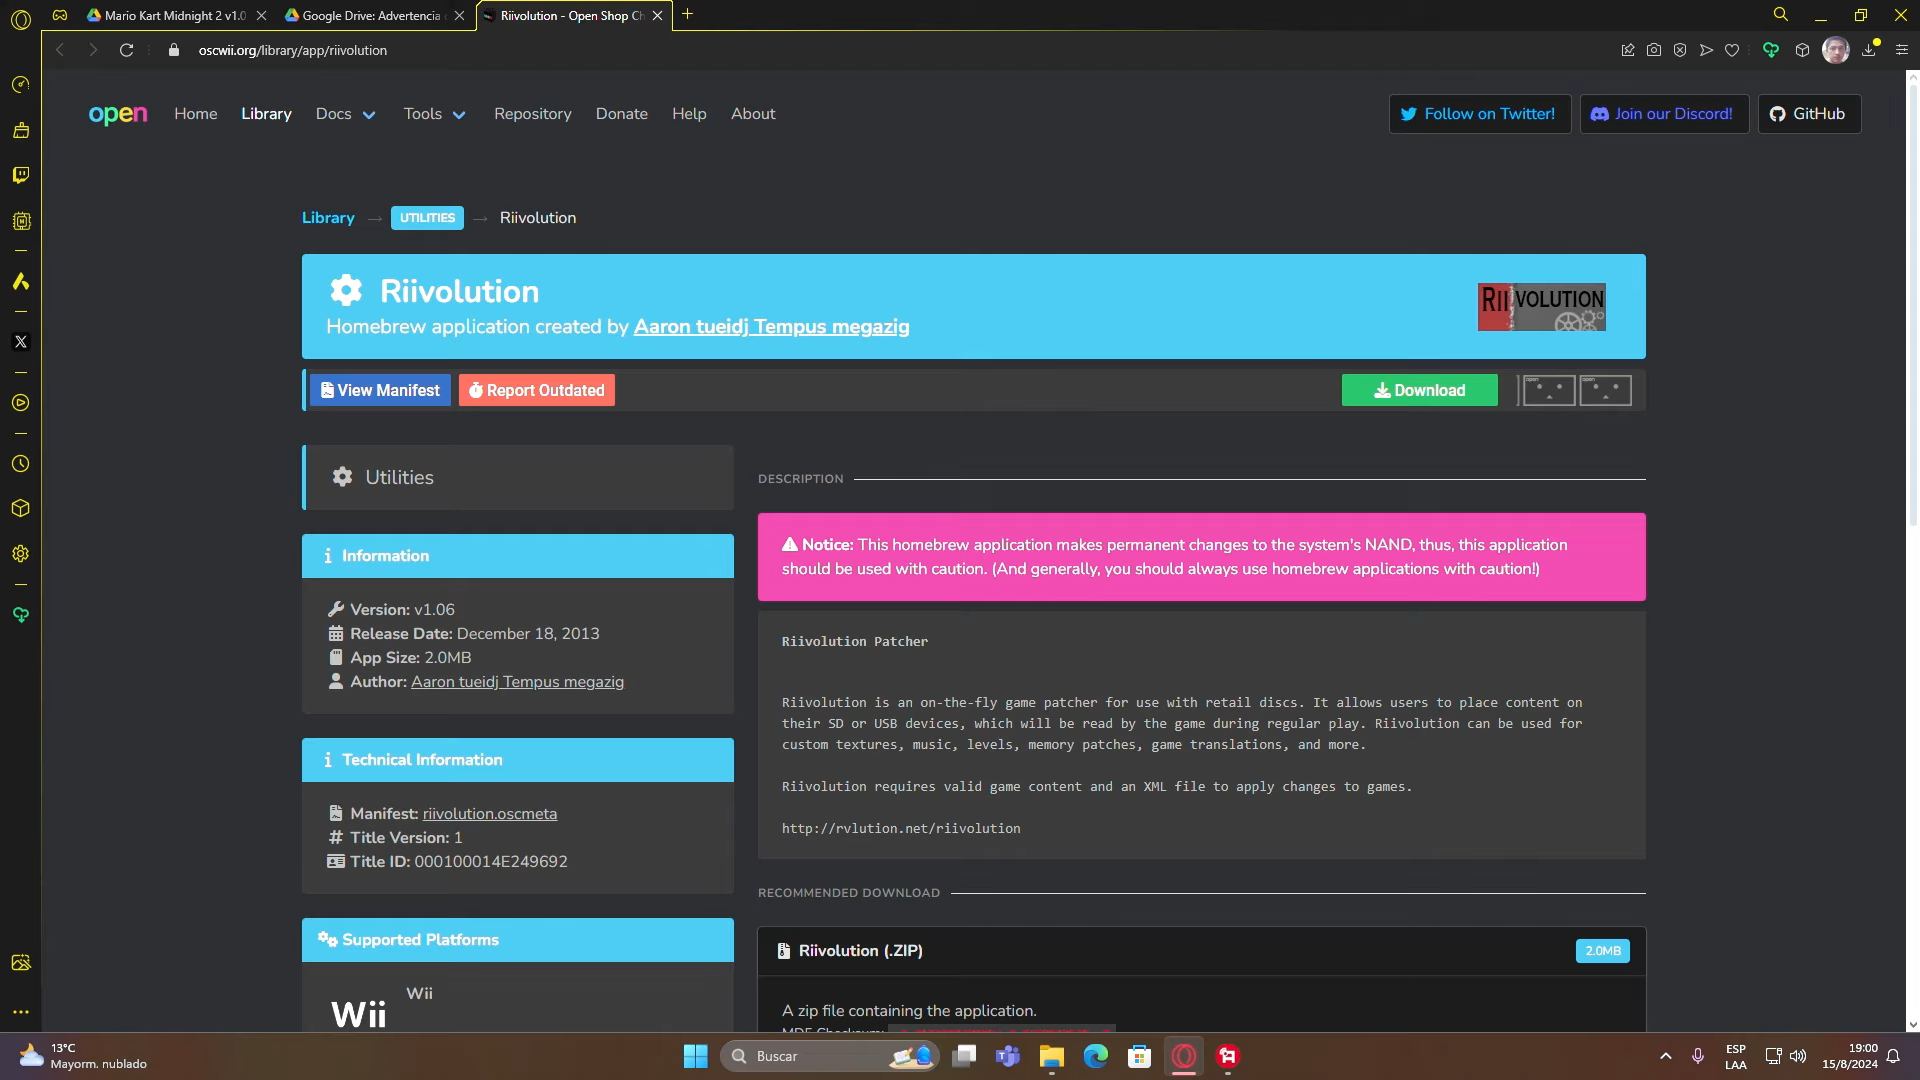 Mario Kart Midnight 2 v1.0
Google Drive: Advertencia
Riivolution - Open Shop Ch
oscwii.org/library/app/riivolution
open
Home
Library
Docs
Tools
Repository
Donate
Help
About
Follow on Twitter!
Join our Discord!
GitHub
Library → UTILITIES → Riivolution
Riivolution
Homebrew application created by Aaron tueidj Tempus megazig
RiiVOLUTION
View Manifest
Report Outdated
Download
Utilities
Information
Version: v1.06
Release Date: December 18, 2013
App Size: 2.0MB
Author: Aaron tueidj Tempus megazig
Technical Information
Manifest: riivolution.oscmeta
# Title Version: 1
Title ID: 000100014E249692
Supported Platforms
Wii
Wii
DESCRIPTION
Notice: This homebrew application makes permanent changes to the system's NAND, thus, this application
should be used with caution. (And generally, you should always use homebrew applications with caution!)
Riivolution Patcher
Riivolution is an on-the-fly game patcher for use with retail discs. It allows users to place content on
their SD or USB devices, which will be read by the game during regular play. Riivolution can be used for
custom textures, music, levels, memory patches, game translations, and more.
Riivolution requires valid game content and an XML file to apply changes to games.
http://rvlution.net/riivolution
RECOMMENDED DOWNLOAD
Riivolution (.ZIP)
2.0MB
A zip file containing the application.
13°C
Mayorm. nublado
Buscar
ESP
LAA
19:00
15/8/2024